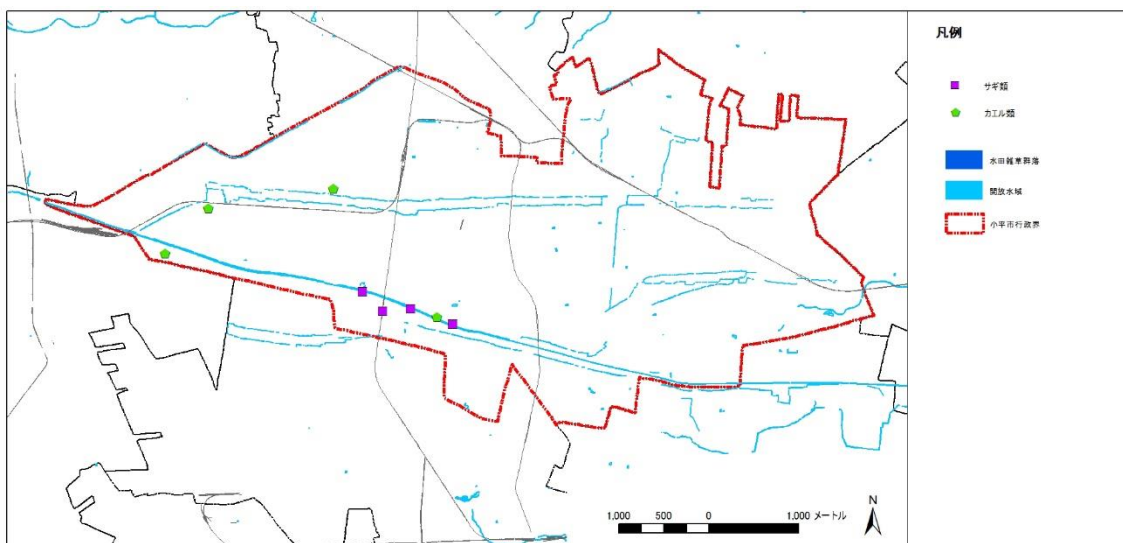 凡例
サギ類
カエル類
水田雑草群落
開放水域
小平市行政界
N
1,000 500 0 1,000 メートル